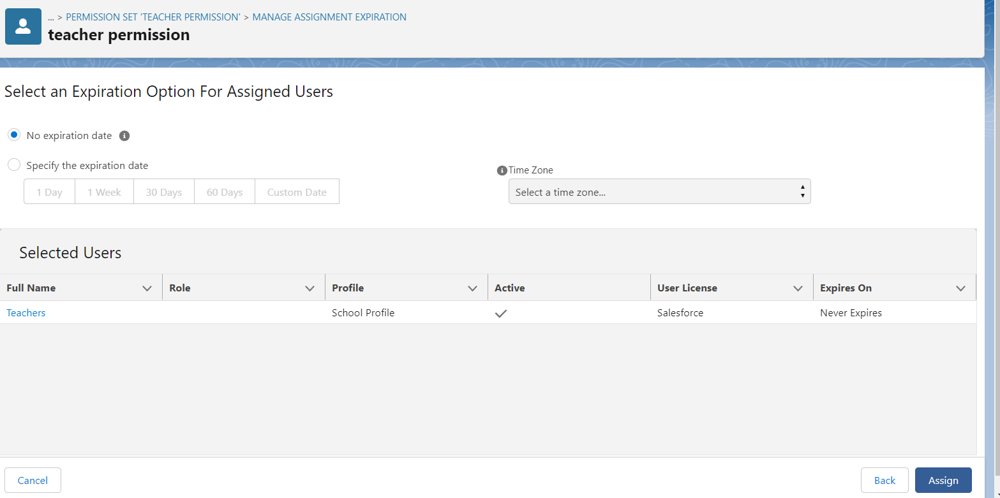 ... > PERMISSION SET 'TEACHER PERMISSION' > MANAGE ASSIGNMENT EXPIRATION
teacher permission
Select an Expiration Option For Assigned Users
No expiration date
Specify the expiration date
1 Day 1 Week 30 Days 60 Days Custom Date
Time Zone
Select a time zone...
Selected Users
Full Name Role Profile Active User License Expires On
Teachers School Profile Salesforce Never Expires
Cancel Back Assign